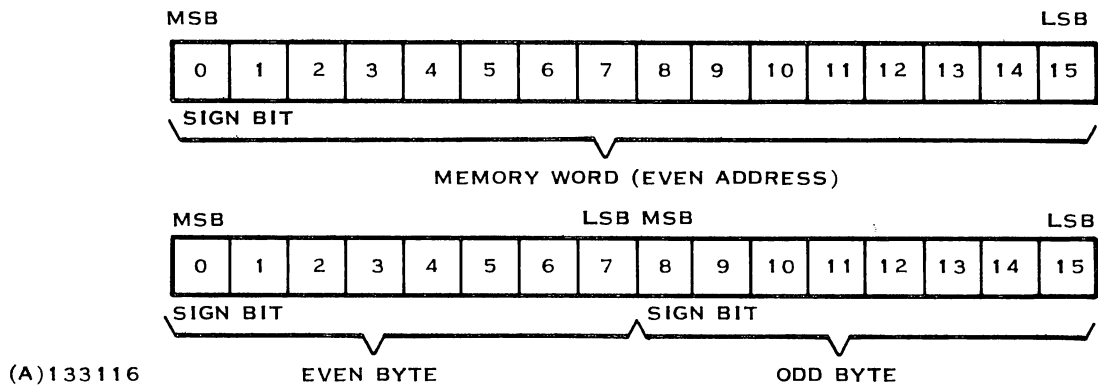 MSB LSB
0 1 2 3 4 5 6 7 8 9 10 11 12 13 14 15
SIGN BIT
MEMORY WORD (EVEN ADDRESS)
MSB LSB MSB LSB
0 1 2 3 4 5 6 7 8 9 10 11 12 13 14 15
SIGN BIT SIGN BIT
(A)133116 EVEN BYTE ODD BYTE